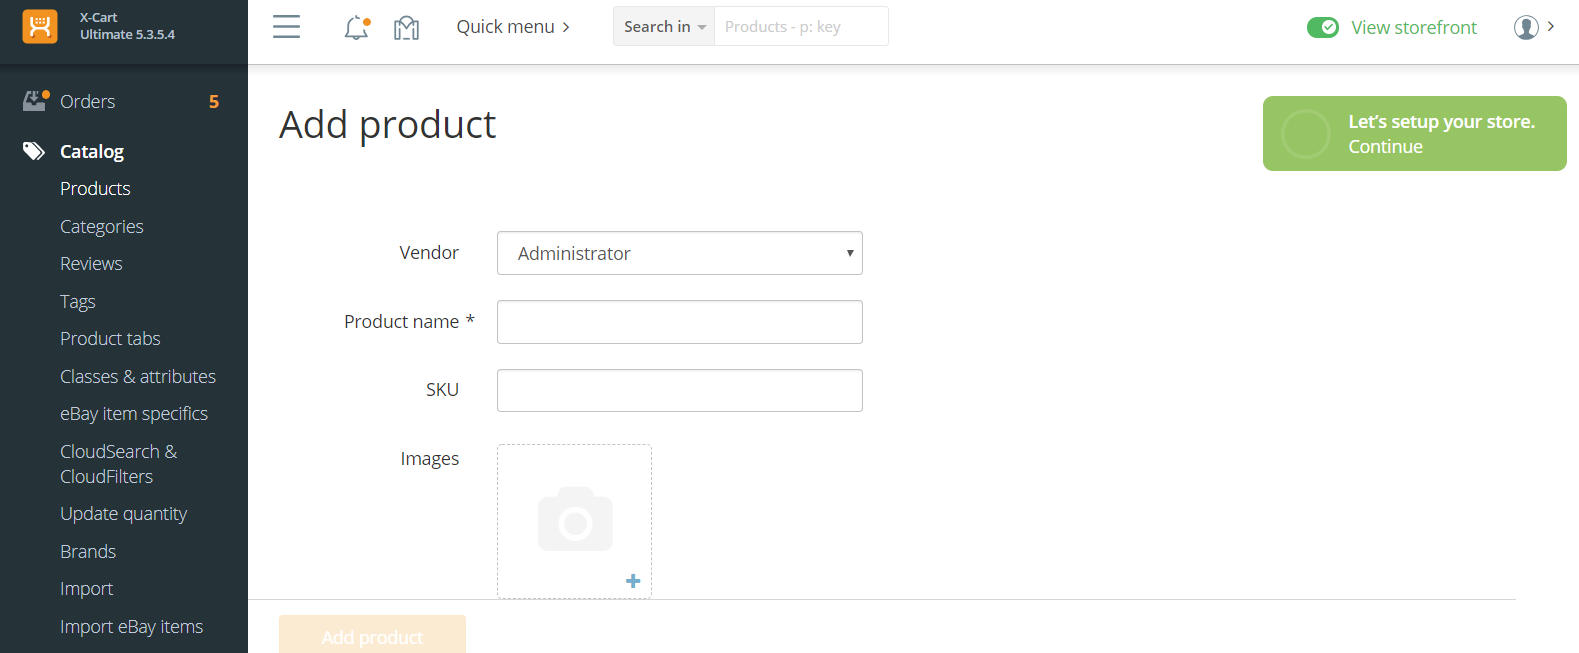 X-Cart
Ultimate 5.3.5.4
Quick menu
Search in
Products - p: key
View storefront
Orders
5
Catalog
Products
Categories
Reviews
Tags
Product tabs
Classes & attributes
eBay item specifics
CloudSearch &
CloudFilters
Update quantity
Brands
Import
Import eBay items
Add product
Let's setup your store.
Continue
Vendor
Administrator
Product name *
SKU
Images
Add product